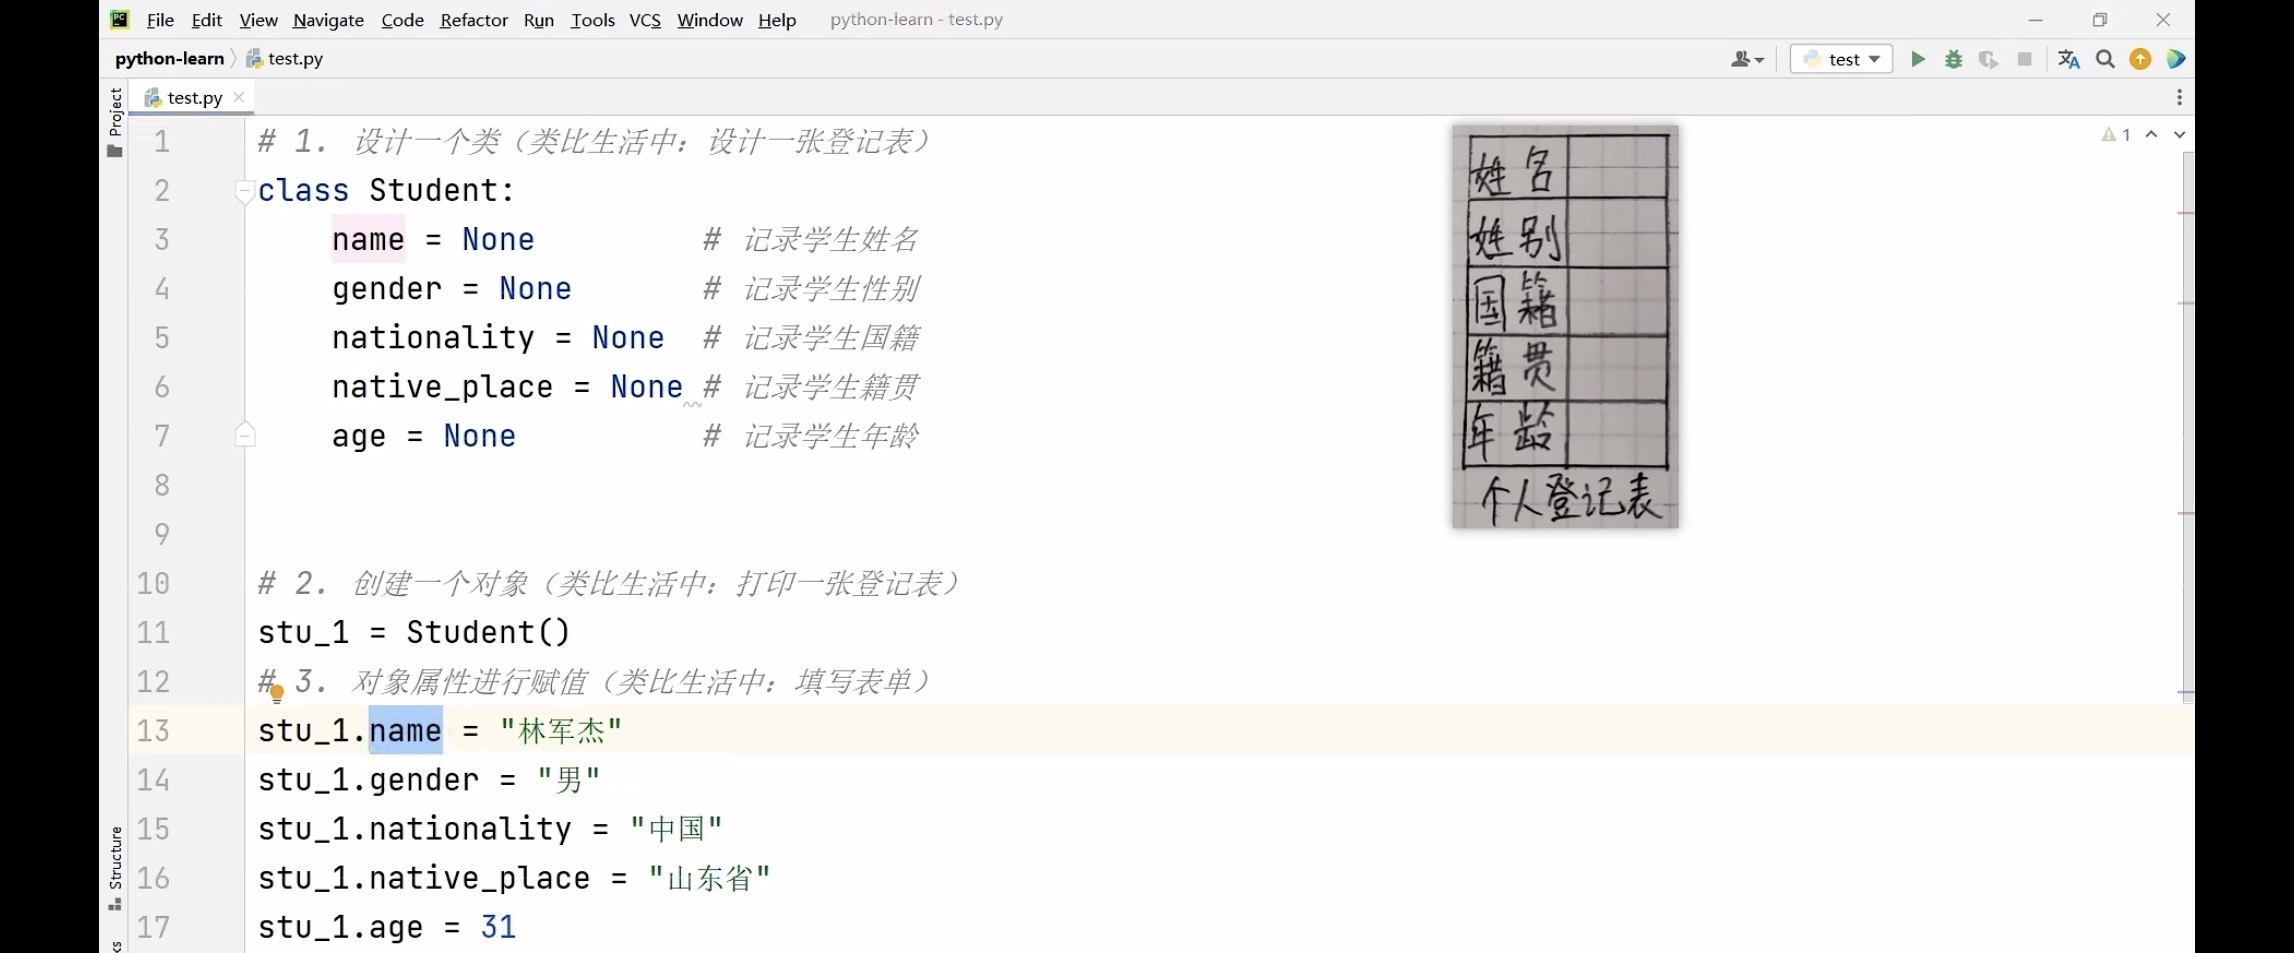 File Edit View Navigate Code Refactor Run Tools VCS Window Help python-learn - test.py
python-learn test.py test
Project
test.py
1 # 1. 设计一个类（类比生活中：设计一张登记表）
2 class Student:
3 name = None # 记录学生姓名
4 gender = None # 记录学生性别
5 nationality = None # 记录学生国籍
6 native_place = None # 记录学生籍贯
7 age = None # 记录学生年龄
8
9
10 # 2. 创建一个对象（类比生活中：打印一张登记表）
11 stu_1 = Student()
12 # 3. 对象属性进行赋值（类比生活中：填写表单）
13 stu_1.name = "林军杰"
14 stu_1.gender = "男"
15 stu_1.nationality = "中国"
16 stu_1.native_place = "山东省"
17 stu_1.age = 31
Structure
1
姓名
姓别
国籍
籍贯
年龄
个人登记表